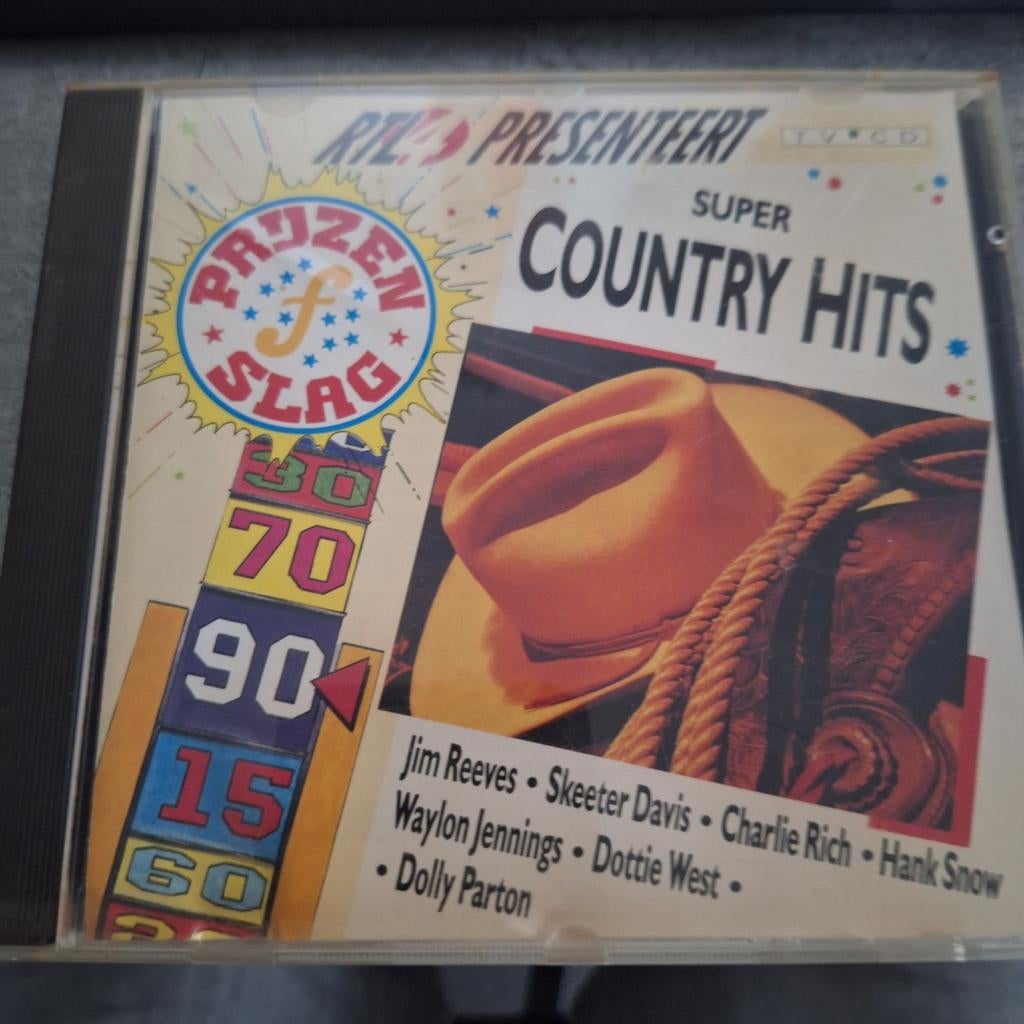 RTL4 PRESENTEERT
TV CD
SUPER
COUNTRY HITS
PRIJZEN
f
SLAG
30
70
90
15
60
Jim Reeves • Skeeter Davis • Charlie Rich • Hank Snow
Waylon Jennings • Dottie West •
• Dolly Parton